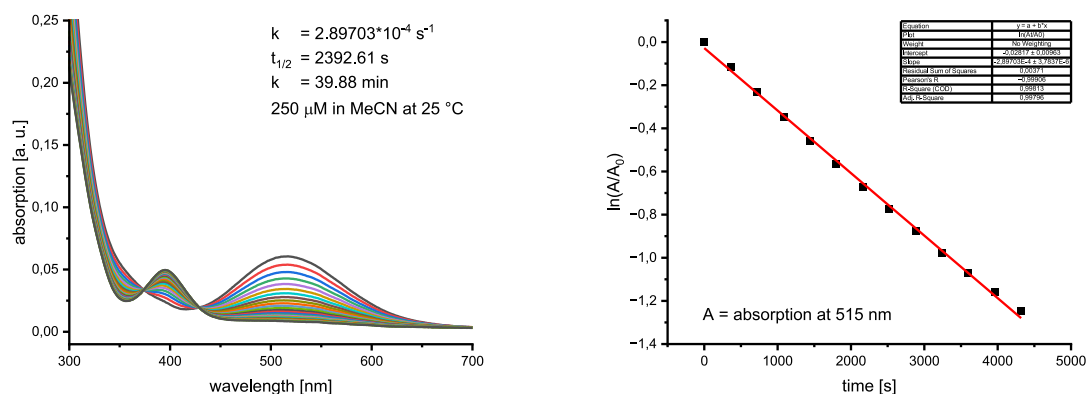 0,25
0,20
0,15
0,10
0,05
0,00
absorption [a. u.]
300 400 500 600 700
wavelength [nm]
k = 2.89703*10⁻⁴ s⁻¹
t₁/₂ = 2392.61 s
k = 39.88 min
250 μM in MeCN at 25 °C
0,0
−0,2
−0,4
−0,6
−0,8
−1,0
−1,2
−1,4
ln(A/A₀)
0 1000 2000 3000 4000 5000
time [s]
A = absorption at 515 nm
Equation y = a + b*x
Plot ln(At/A0)
Weight No Weighting
Intercept -0,02817 ± 0,00963
Slope -2,89703E-4 ± 3,7837E-6
Residual Sum of Squares 0,00371
Pearson's R −0,99906
R-Square (COD) 0,99813
Adj. R-Square 0,99796